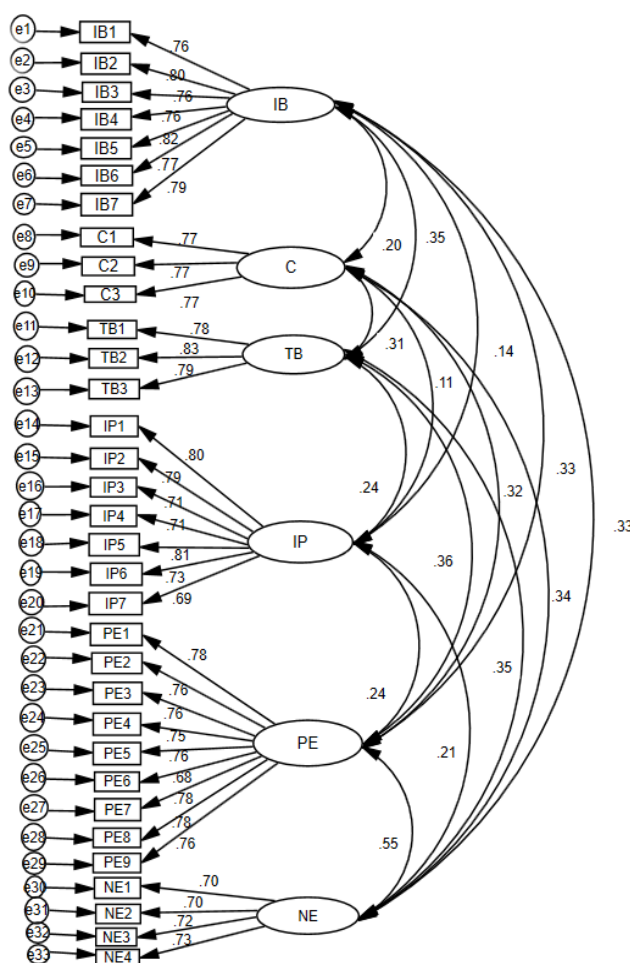 e1 IB1 .76
e2 IB2 .80
e3 IB3 .76
IB
e4 IB4 .76
e5 IB5 .82
e6 IB6 .77
e7 IB7 .79
e8 C1 .77
.20 .35
e9 C2 .77
C
e10 C3 .77
e11 TB1 .78
.31
e12 TB2 .83
TB
.11 .14
e13 TB3 .79
e14 IP1 .80
e15 IP2 .79
.33
e16 IP3 .71
.24 .32
e17 IP4 .71
.33
e18 IP5 .81
IP
e19 IP6 .73
.36
e20 IP7 .69
.34
e21 PE1 .78
e22 PE2 .76
.35
e23 PE3 .76
.24
e24 PE4 .75
PE
e25 PE5 .76
.21
e26 PE6 .68
e27 PE7 .78
e28 PE8 .78
.55
e29 PE9 .76
e30 NE1 .70
e31 NE2 .70
NE
e32 NE3 .72
e33 NE4 .73